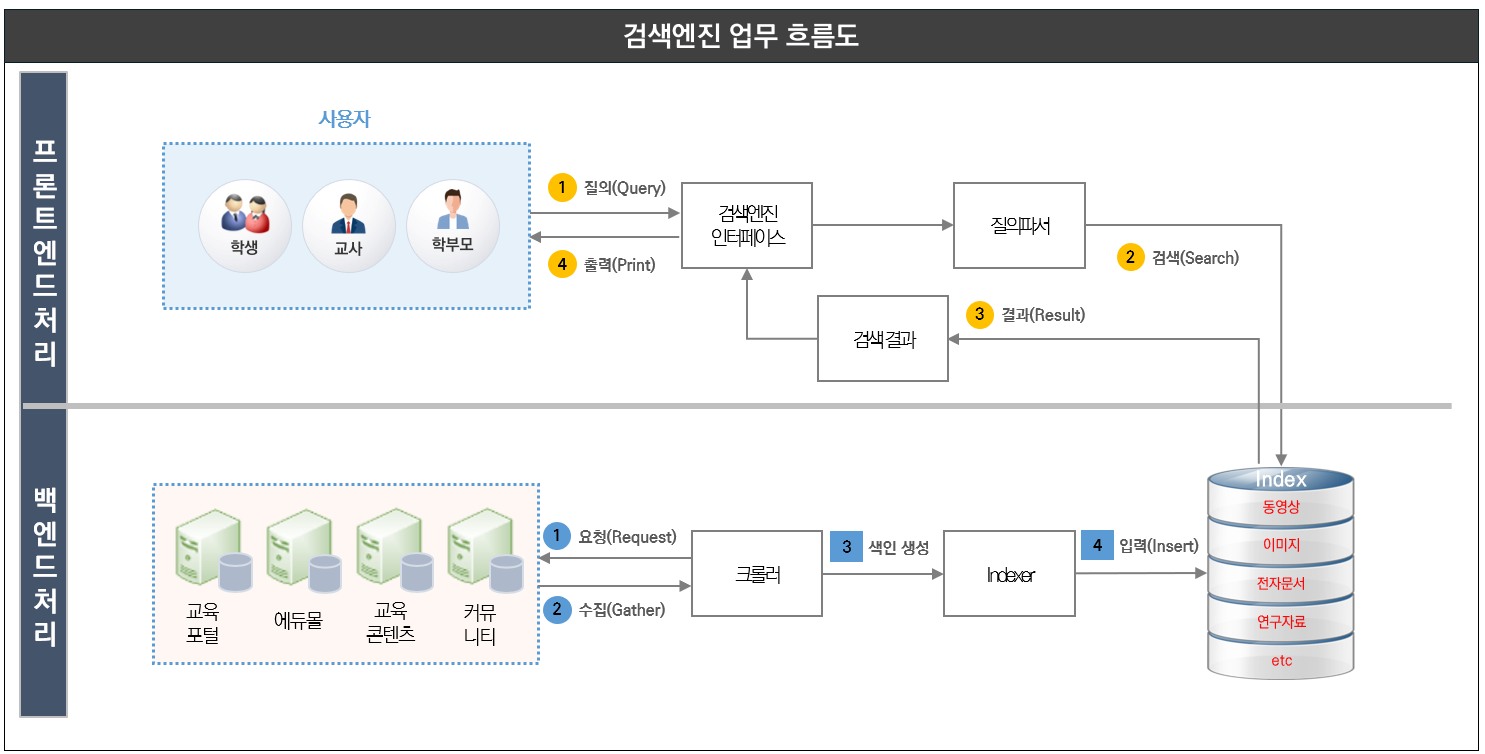 검색엔진 업무 흐름도
프론트엔드처리
사용자
학생
교사
학부모
1 질의(Query)
4 출력(Print)
검색엔진
인터페이스
질의파서
2 검색(Search)
검색 결과
3 결과(Result)
백엔드처리
교육
포털
에듀몰
교육
콘텐츠
커뮤
니티
1 요청(Request)
2 수집(Gather)
크롤러
3 색인 생성
Indexer
4 입력(Insert)
Index
동영상
이미지
전자문서
연구자료
etc